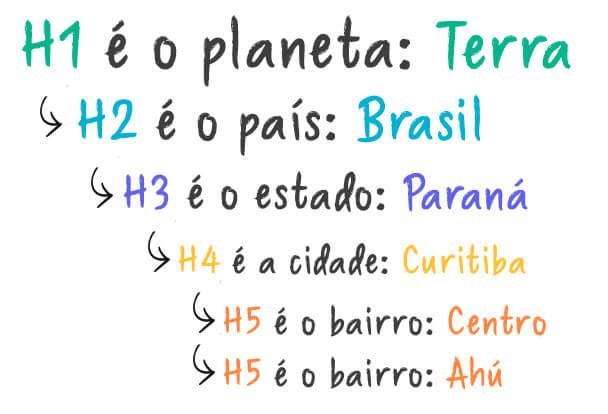 H1 é o planeta: Terra
H2 é o país: Brasil
H3 é o estado: Paraná
H4 é a cidade: Curitiba
H5 é o bairro: Centro
H5 é o bairro: Ahú